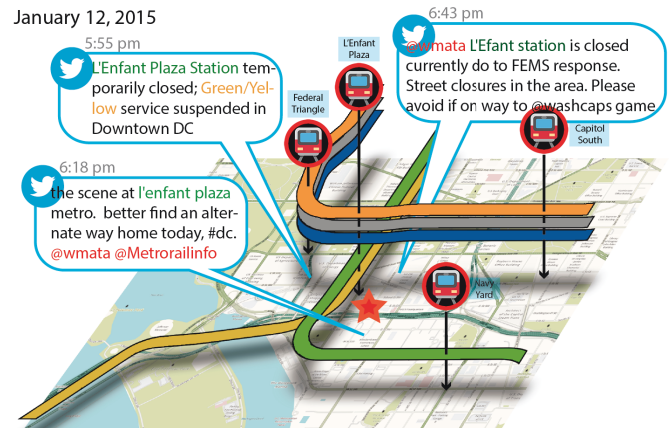 January 12, 2015
5:55 pm
L'Enfant Plaza Station tem-
porarily closed; Green/Yel-
low service suspended in
Downtown DC
6:43 pm
@wmata L'Efant station is closed
currently do to FEMS response.
Street closures in the area. Please
avoid if on way to @washcaps game
L'Enfant
Plaza
Federal
Triangle
Capitol
South
6:18 pm
the scene at l'enfant plaza
metro. better find an alter-
nate way home today, #dc.
@wmata @Metrorailinfo
Navy
Yard